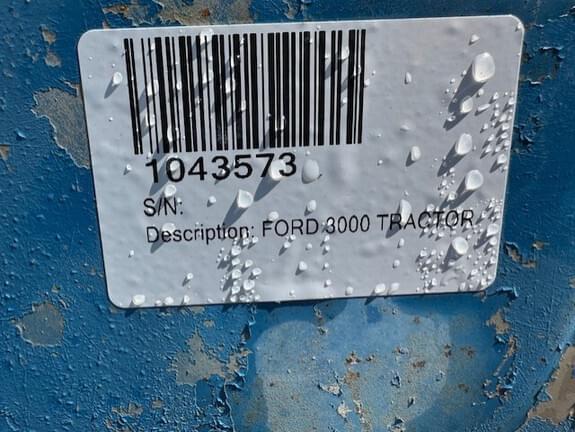 1043573
S/N:
Description: FORD 3000 TRACTOR